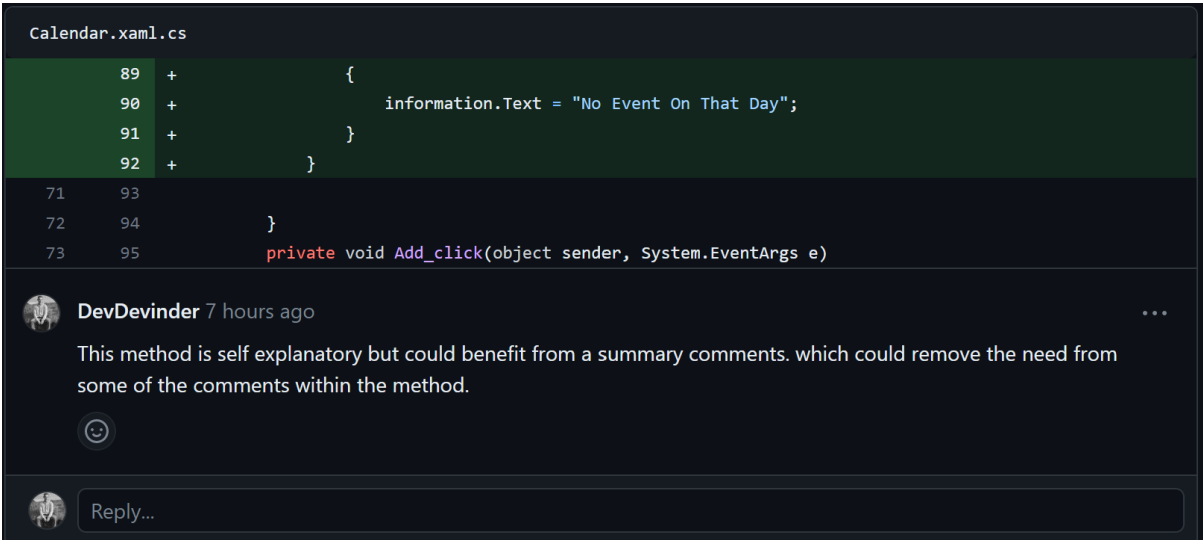 Calendar.xaml.cs
89 + {
90 + information.Text = "No Event On That Day";
91 + }
92 + }
71 93
72 94 }
73 95 private void Add_click(object sender, System.EventArgs e)
DevDevinder 7 hours ago
This method is self explanatory but could benefit from a summary comments. which could remove the need from
some of the comments within the method.
Reply...